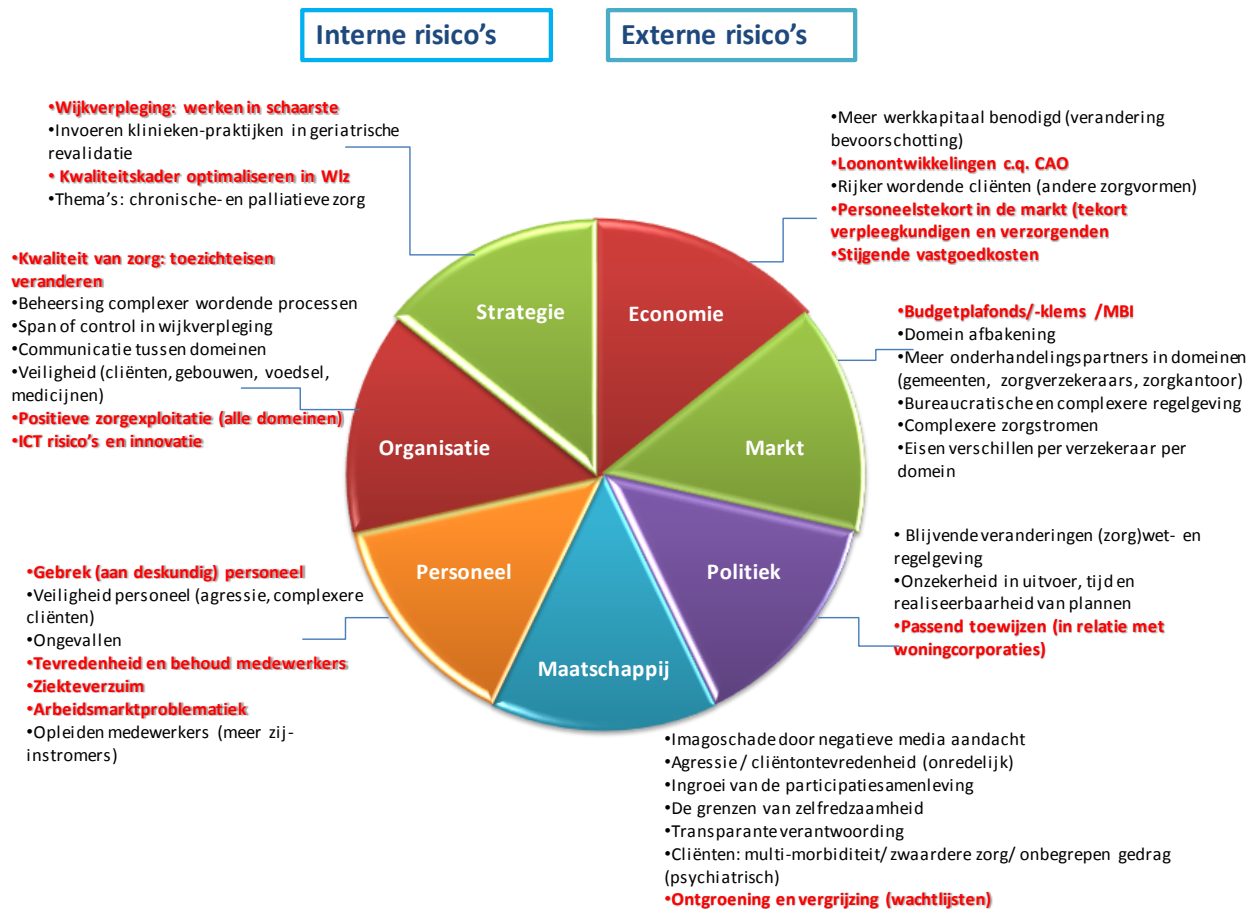 Interne risico's
Externe risico's
•Wijkverpleging: werken in schaarste
•Invoeren klinieken-praktijken in geriatrische
revalidatie
• Kwaliteitskader optimaliseren in Wlz
•Thema's: chronische- en palliatieve zorg
•Meer werkkapitaal benodigd (verandering
bevoorschotting)
•Loonontwikkelingen c.q. CAO
•Rijker wordende cliënten (andere zorgvormen)
•Personeelstekort in de markt (tekort
verpleegkundigen en verzorgenden
•Stijgende vastgoedkosten
•Kwaliteit van zorg: toezichteisen
veranderen
•Beheersing complexer wordende processen
•Span of control in wijkverpleging
•Communicatie tussen domeinen
•Veiligheid (cliënten, gebouwen, voedsel,
medicijnen)
•Positieve zorgexploitatie (alle domeinen)
•ICT risico's en innovatie
•Budgetplafonds/-klems /MBI
•Domein afbakening
•Meer onderhandelingspartners in domeinen
(gemeenten, zorgverzekeraars, zorgkantoor)
•Bureaucratische en complexere regelgeving
•Complexere zorgstromen
•Eisen verschillen per verzekeraar per
domein
Strategie
Economie
Organisatie
Markt
Personeel
Politiek
Maatschappij
•Gebrek (aan deskundig) personeel
•Veiligheid personeel (agressie, complexere
cliënten)
•Ongevallen
•Tevredenheid en behoud medewerkers
•Ziekteverzuim
•Arbeidsmarktproblematiek
•Opleiden medewerkers (meer zij-
instromers)
• Blijvende veranderingen (zorg)wet- en
regelgeving
•Onzekerheid in uitvoer, tijd en
realiseerbaarheid van plannen
•Passend toewijzen (in relatie met
woningcorporaties)
•Imagoschade door negatieve media aandacht
•Agressie / cliëntontevredenheid (onredelijk)
•Ingroei van de participatiesamenleving
•De grenzen van zelfredzaamheid
•Transparante verantwoording
•Cliënten: multi-morbiditeit/ zwaardere zorg/ onbegrepen gedrag
(psychiatrisch)
•Ontgroening en vergrijzing (wachtlijsten)